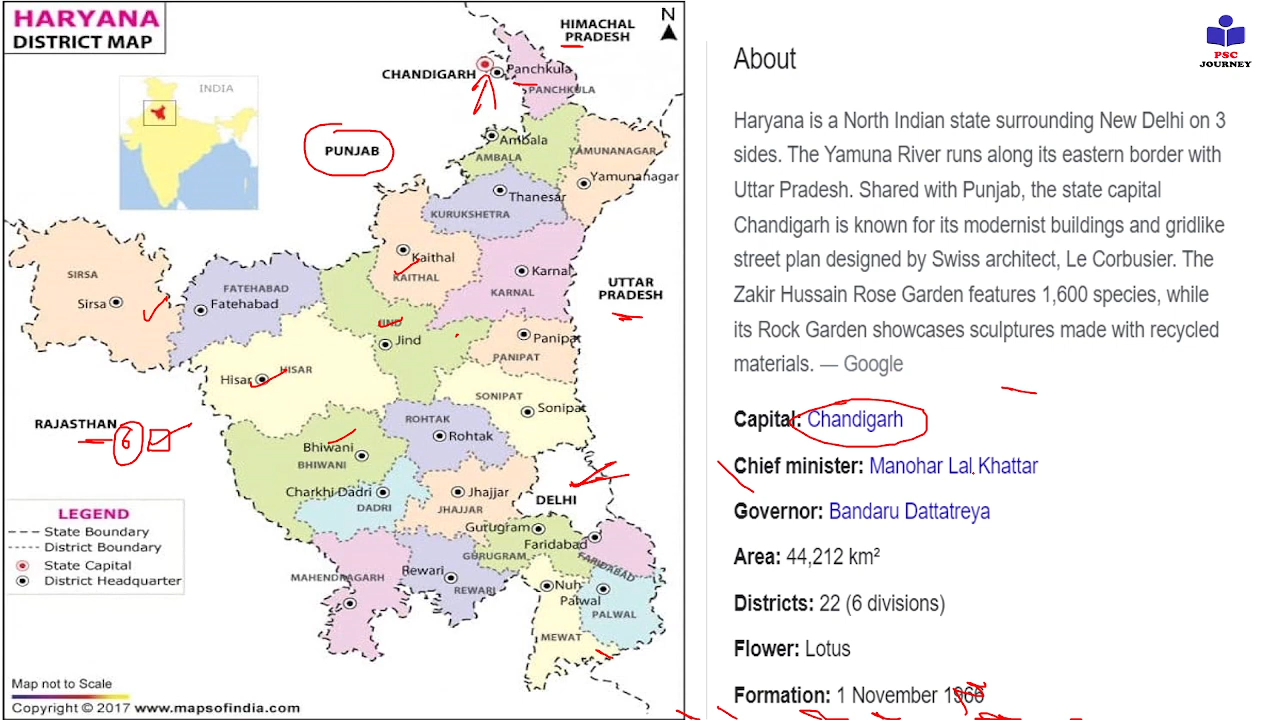 HARYANA
DISTRICT MAP
N
HIMACHAL
PRADESH
INDIA
CHANDIGARH
Panchkula
PANCHKULA
PUNJAB
Ambala
AMBALA
YAMUNANAGAR
Yamunanagar
Thanesar
KURUKSHETRA
Kaithal
KAITHAL
Karnal
KARNAL
SIRSA
Sirsa
FATEHABAD
Fatehabad
UTTAR
PRADESH
JIND
Jind
Panipat
PANIPAT
Hisar
HISAR
SONIPAT
Sonipat
RAJASTHAN
6
ROHTAK
Rohtak
Bhiwani
BHIWANI
Charkhi Dadri
DADRI
Jhajjar
JHAJJAR
DELHI
Gurugram
GURUGRAM
Faridabad
FARIDABAD
MAHENDRAGARH
Rewari
REWARI
Nuh
Palwal
PALWAL
MEWAT
LEGEND
State Boundary
District Boundary
State Capital
District Headquarter
Map not to Scale
Copyright © 2017 www.mapsofindia.com
PSC
JOURNEY
About
Haryana is a North Indian state surrounding New Delhi on 3
sides. The Yamuna River runs along its eastern border with
Uttar Pradesh. Shared with Punjab, the state capital
Chandigarh is known for its modernist buildings and gridlike
street plan designed by Swiss architect, Le Corbusier. The
Zakir Hussain Rose Garden features 1,600 species, while
its Rock Garden showcases sculptures made with recycled
materials. — Google
Capital: Chandigarh
Chief minister: Manohar Lal Khattar
Governor: Bandaru Dattatreya
Area: 44,212 km²
Districts: 22 (6 divisions)
Flower: Lotus
Formation: 1 November 1966